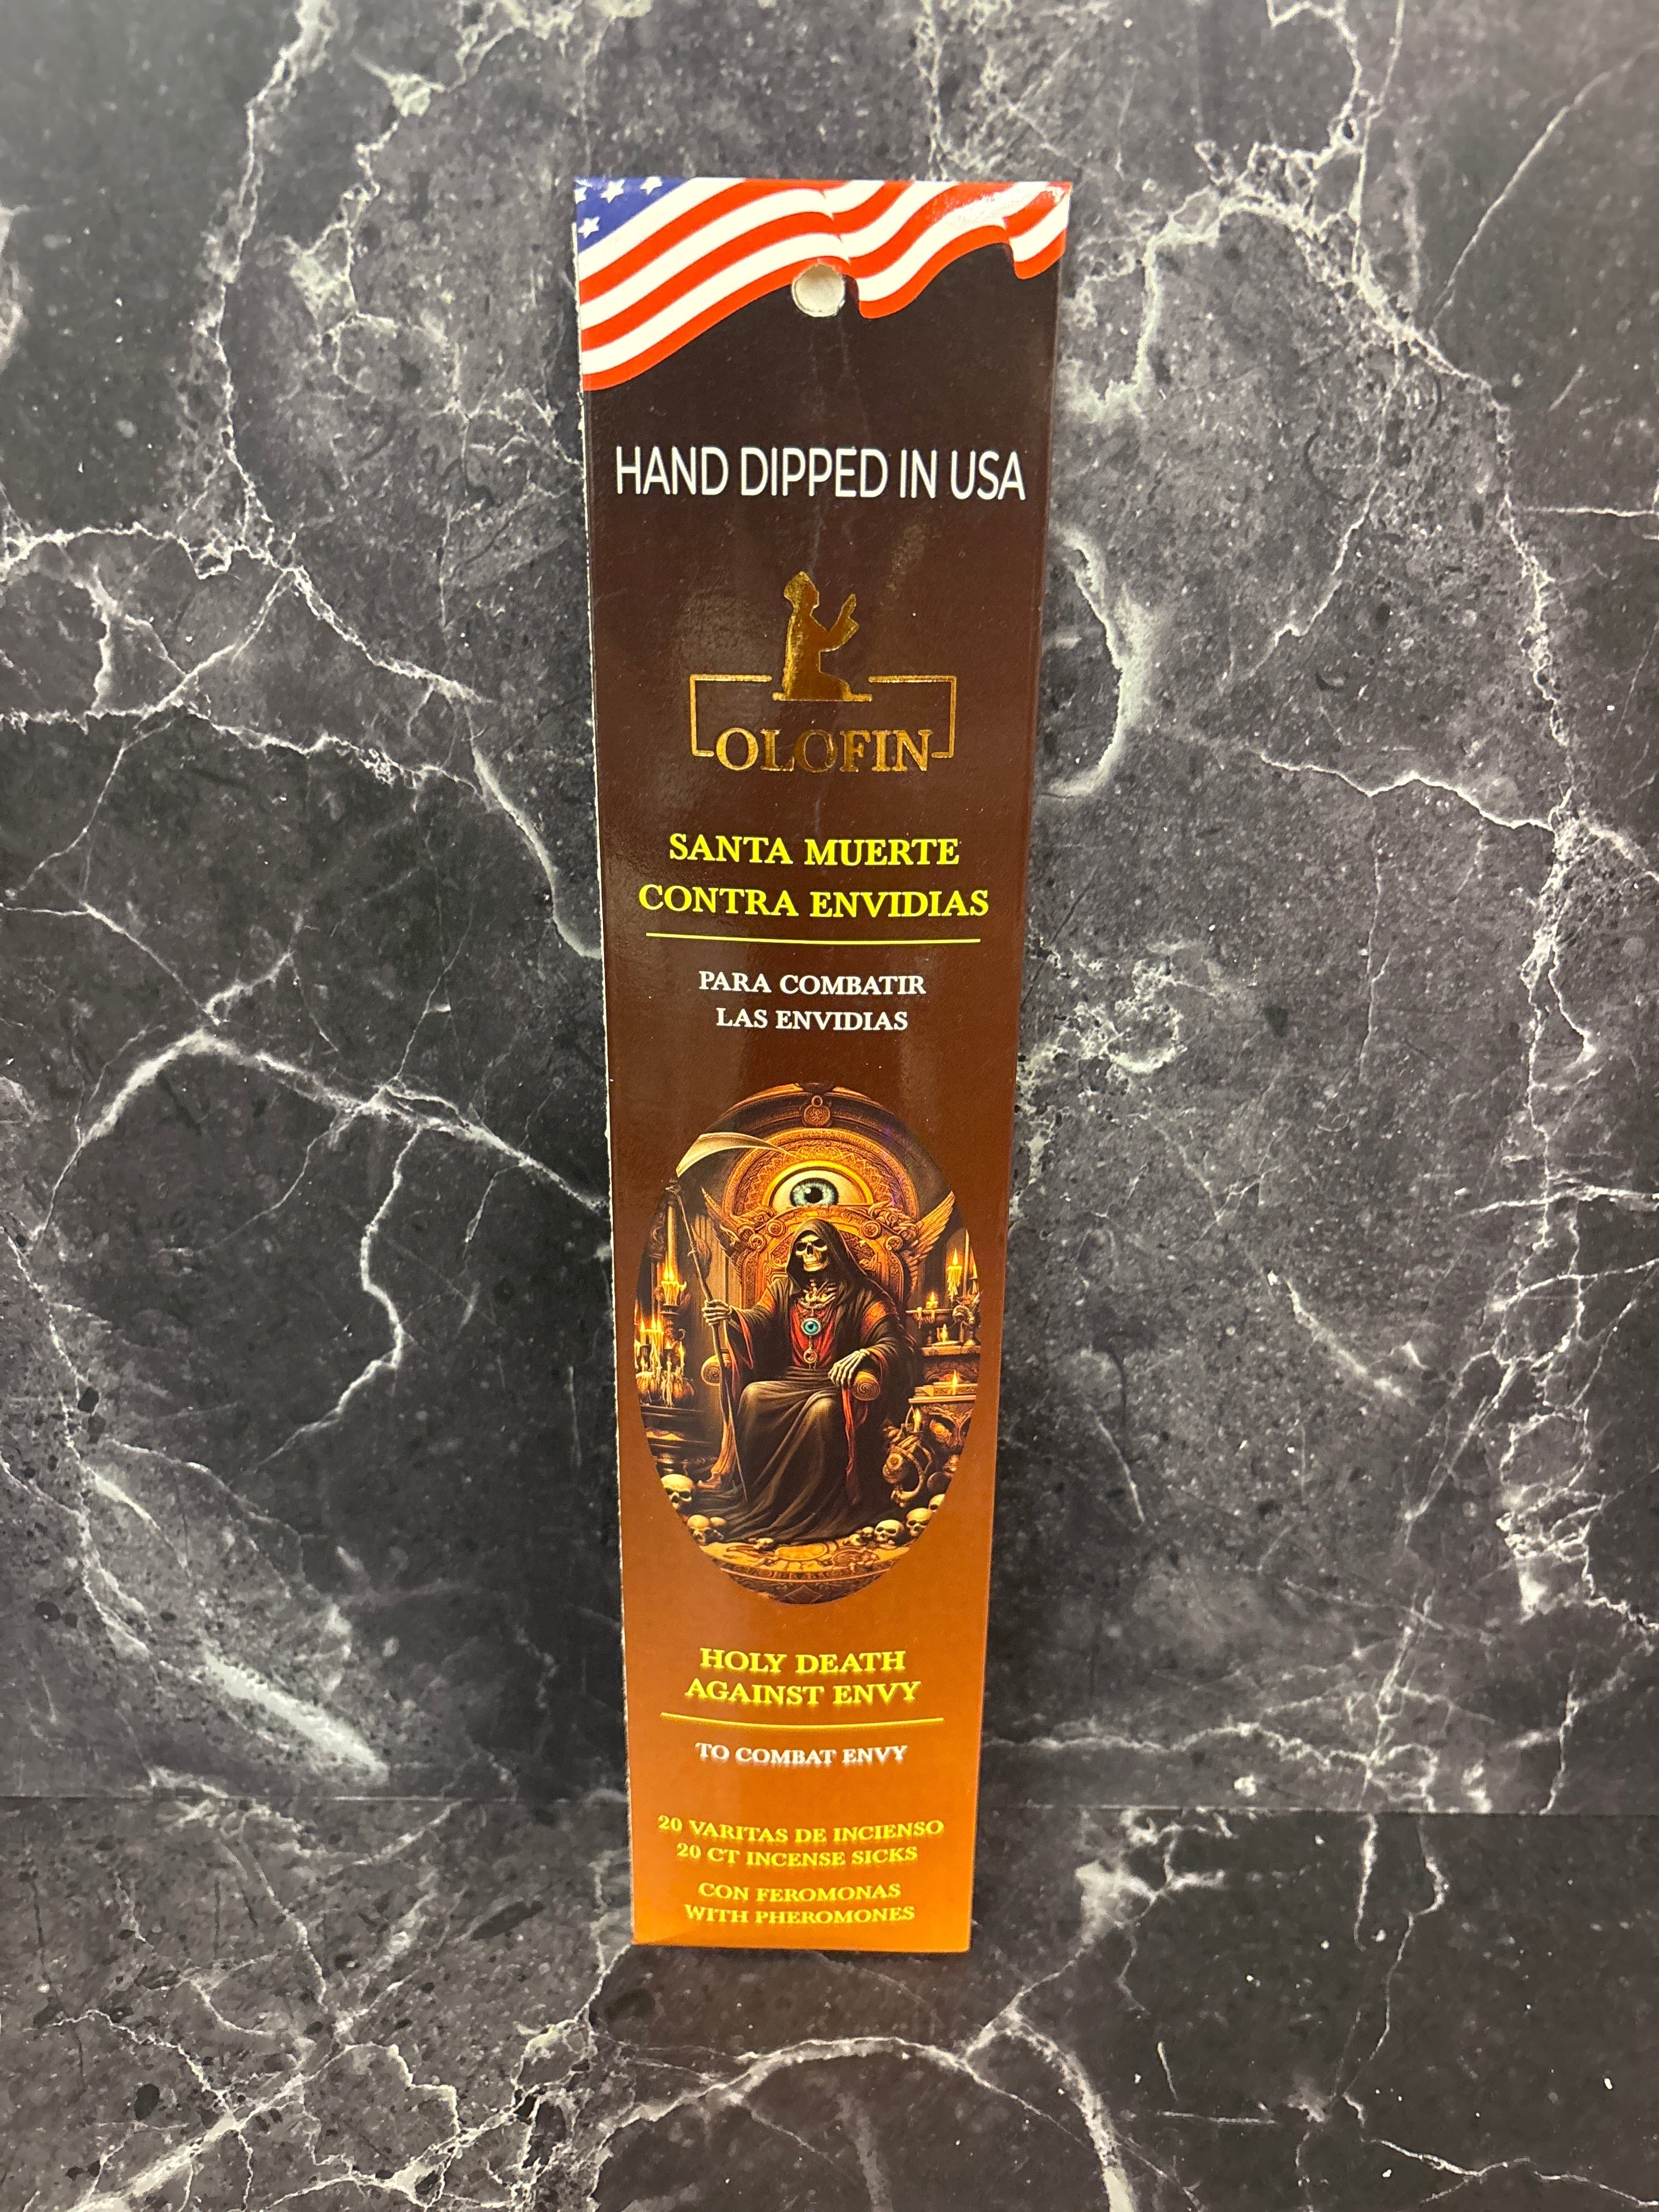 HAND DIPPED IN USA
OLOFIN
SANTA MUERTE
CONTRA ENVIDIAS
PARA COMBATIR
LAS ENVIDIAS
HOLY DEATH
AGAINST ENVY
TO COMBAT ENVY
20 VARITAS DE INCIENSO
20 CT INCENSE SICKS
CON FEROMONAS
WITH PHEROMONES